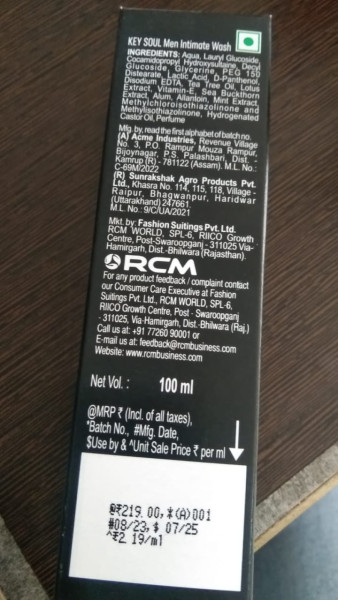 KEY SOUL Men Intimate Wash
INGREDIENTS: Aqua, Lauryl Glucoside,
Cocamidopropyl Hydroxysultaine, Decyl
Glucoside, Glycerine, PEG 150
Distearate, Lactic Acid, D-Panthenol,
Disodium EDTA, Tea Tree Oil, Lotus
Extract, Vitamin-E, Sea Buckthorn
Extract, Alum, Allantoin, Mint Extract,
Methylchloroisothiazolinone and
Methylisothiazolinone, Hydrogenated
Castor Oil, Perfume
Mfg. by, read the first alphabet of batch no.
(A) Acme Industries, Revenue Village
No. 3, P.O. Rampur Mouza Rampur,
Bijoynagar, P.S. Palashbari, Dist. -
Kamrup (R) - 781122 (Assam). M.L. No.:
C-69M/2022
(R) Sunrakshak Agro Products Pvt.
Ltd., Khasra No. 114, 115, 118, Village -
Raipur, Bhagwanpur, Haridwar
(Uttarakhand) 247661.
M.L. No.: 9/C/UA/2021
Mkt. by: Fashion Suitings Pvt. Ltd.
RCM WORLD, SPL-6, RIICO Growth
Centre, Post-Swaroopganj - 311025 Via-
Hamirgarh, Dist.-Bhilwara (Rajasthan).
RCM
For any product feedback / complaint contact
our Consumer Care Executive at Fashion
Suitings Pvt. Ltd., RCM WORLD, SPL-6,
RIICO Growth Centre, Post - Swaroopganj
- 311025, Via-Hamirgarh, Dist.-Bhilwara (Raj.)
Call us at: +91 77260 90001 or
E-mail us at: feedback@rcmbusiness.com
Website: www.rcmbusiness.com
Net Vol. : 100 ml
@MRP ₹ (Incl. of all taxes),
*Batch No., #Mfg. Date,
$Use by & ^Unit Sale Price ₹ per ml
@₹219.00,*(A)001
#08/23,$ 07/25
^₹2.19/ml